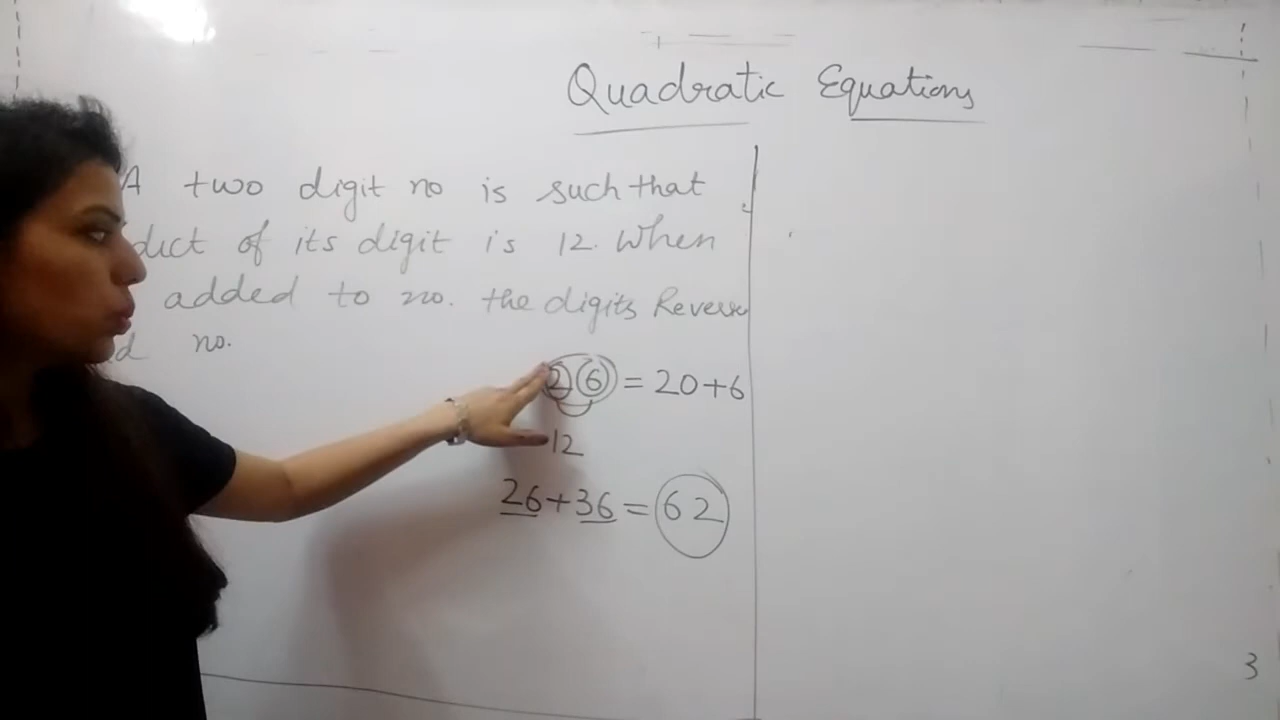 Quadratic Equations
A two digit no is such that
duct of its digit is 12. When
added to no. the digits Reverse
d no.
26 = 20+6
12
26+36 = 62
3